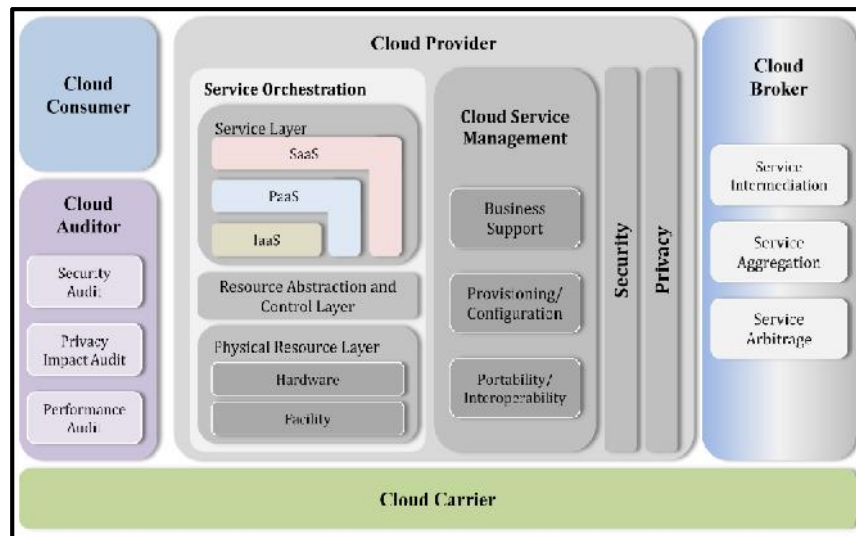 Cloud
Consumer
Cloud
Auditor
Security
Audit
Privacy
Impact Audit
Performance
Audit
Cloud Provider
Service Orchestration
Service Layer
SaaS
PaaS
IaaS
Resource Abstraction and
Control Layer
Physical Resource Layer
Hardware
Facility
Cloud Service
Management
Business
Support
Provisioning/
Configuration
Portability/
Interoperability
Security
Privacy
Cloud
Broker
Service
Intermediation
Service
Aggregation
Service
Arbitrage
Cloud Carrier